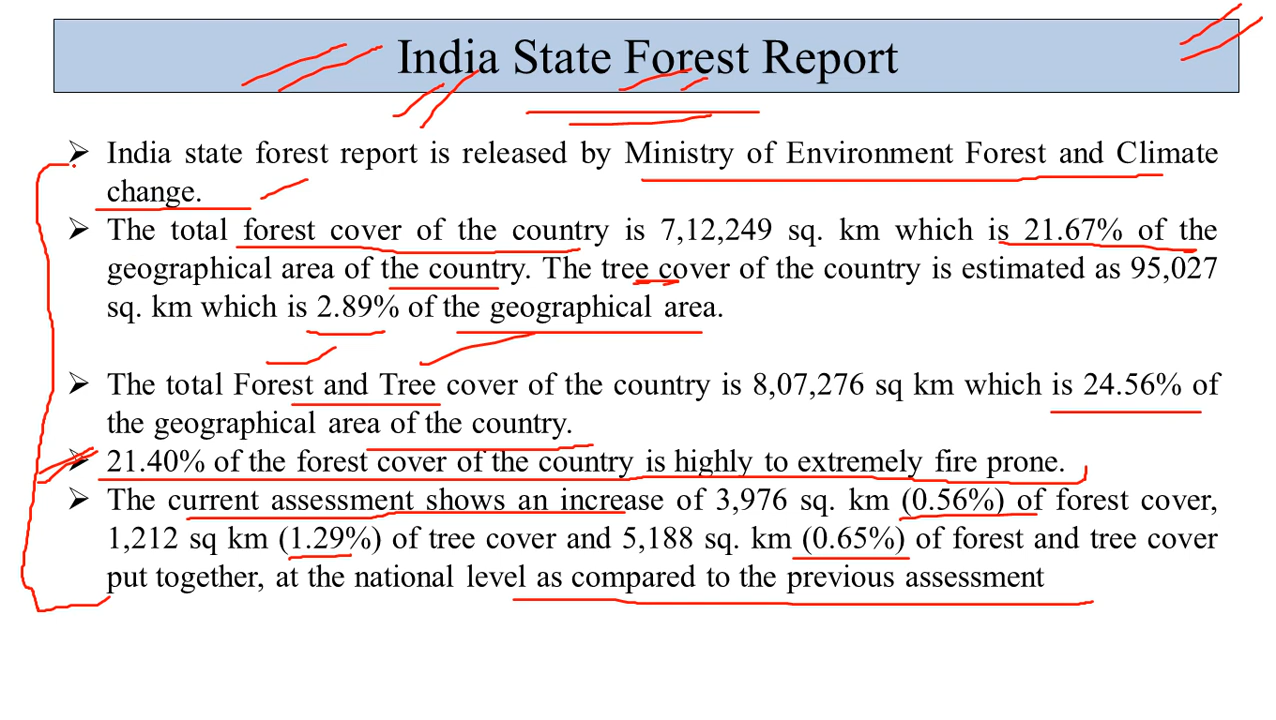 India State Forest Report
➢ India state forest report is released by Ministry of Environment Forest and Climate
change.
➢ The total forest cover of the country is 7,12,249 sq. km which is 21.67% of the
geographical area of the country. The tree cover of the country is estimated as 95,027
sq. km which is 2.89% of the geographical area.
➢ The total Forest and Tree cover of the country is 8,07,276 sq km which is 24.56% of
the geographical area of the country.
➢ 21.40% of the forest cover of the country is highly to extremely fire prone.
➢ The current assessment shows an increase of 3,976 sq. km (0.56%) of forest cover,
1,212 sq km (1.29%) of tree cover and 5,188 sq. km (0.65%) of forest and tree cover
put together, at the national level as compared to the previous assessment